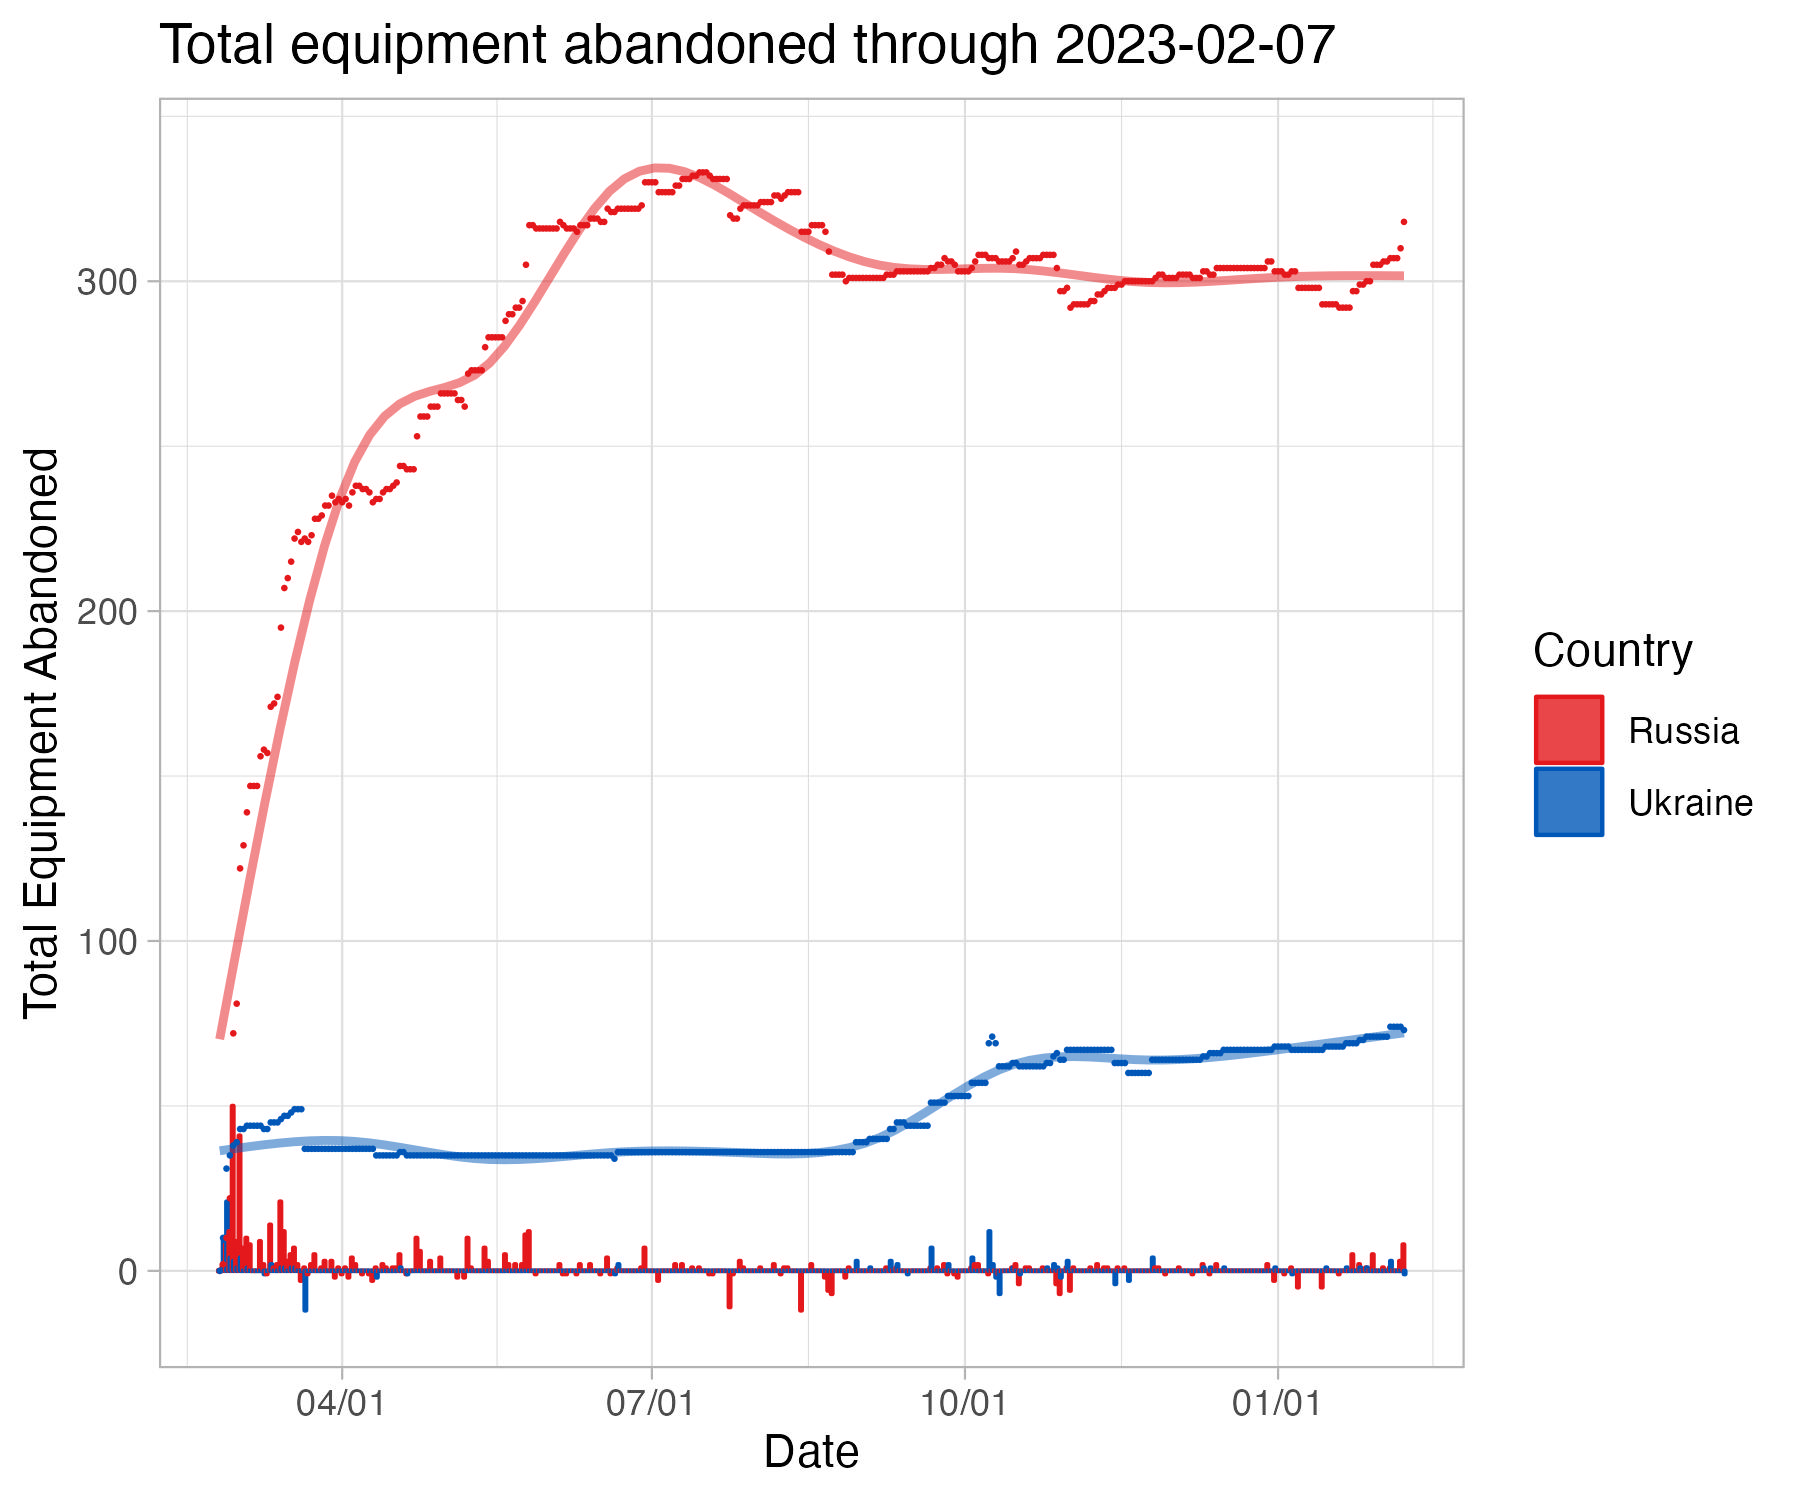 Total equipment abandoned through 2023-02-07
Total Equipment Abandoned
300
200
100
0
04/01
07/01
10/01
01/01
Date
Country
Russia
Ukraine